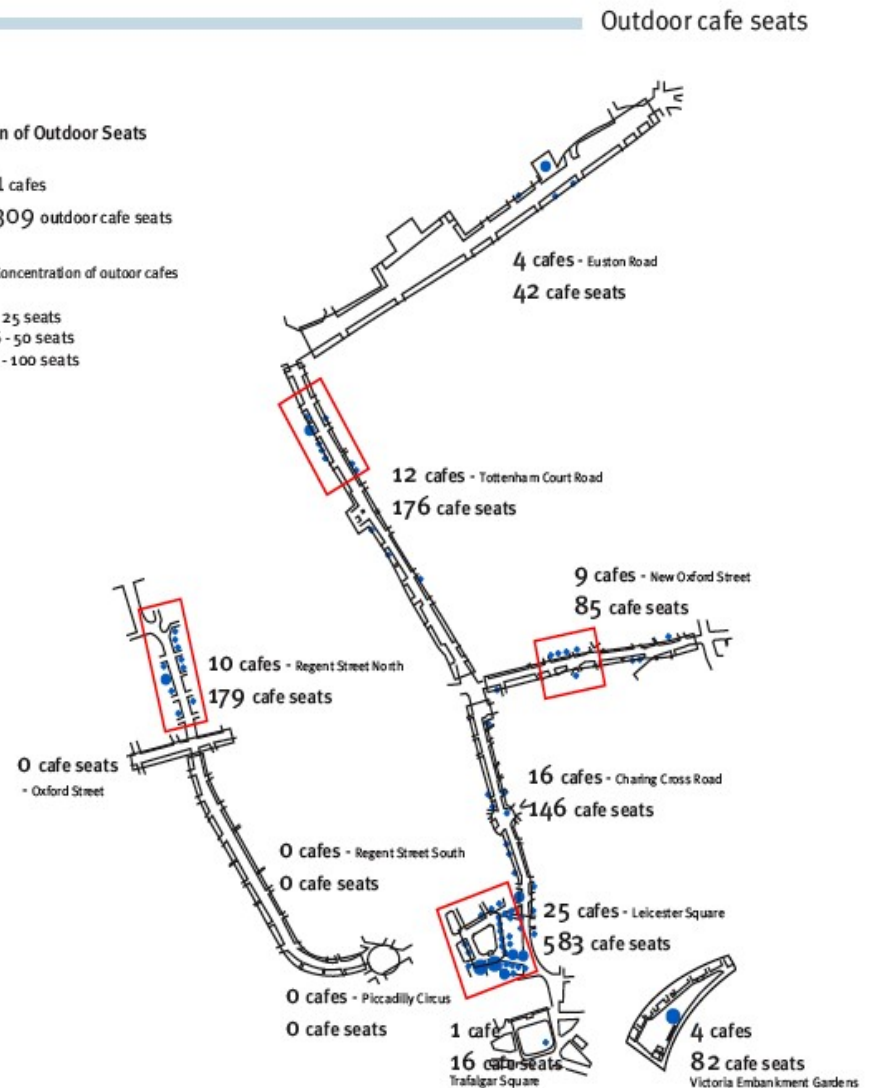 Outdoor cafe seats
n of Outdoor Seats
1 cafes
309 outdoor cafe seats
oncentration of outoor cafes
25 seats
- 50 seats
- 100 seats
4 cafes - Euston Road
42 cafe seats
12 cafes - Tottenham Court Road
176 cafe seats
9 cafes - New Oxford Street
85 cafe seats
10 cafes - Regent Street North
179 cafe seats
0 cafe seats
- Oxford Street
16 cafes - Charing Cross Road
146 cafe seats
0 cafes - Regent Street South
0 cafe seats
25 cafes - Leicester Square
583 cafe seats
0 cafes - Piccadilly Circus
0 cafe seats
1 cafe
16 cafe seats
Trafalgar Square
4 cafes
82 cafe seats
Victoria Embankment Gardens